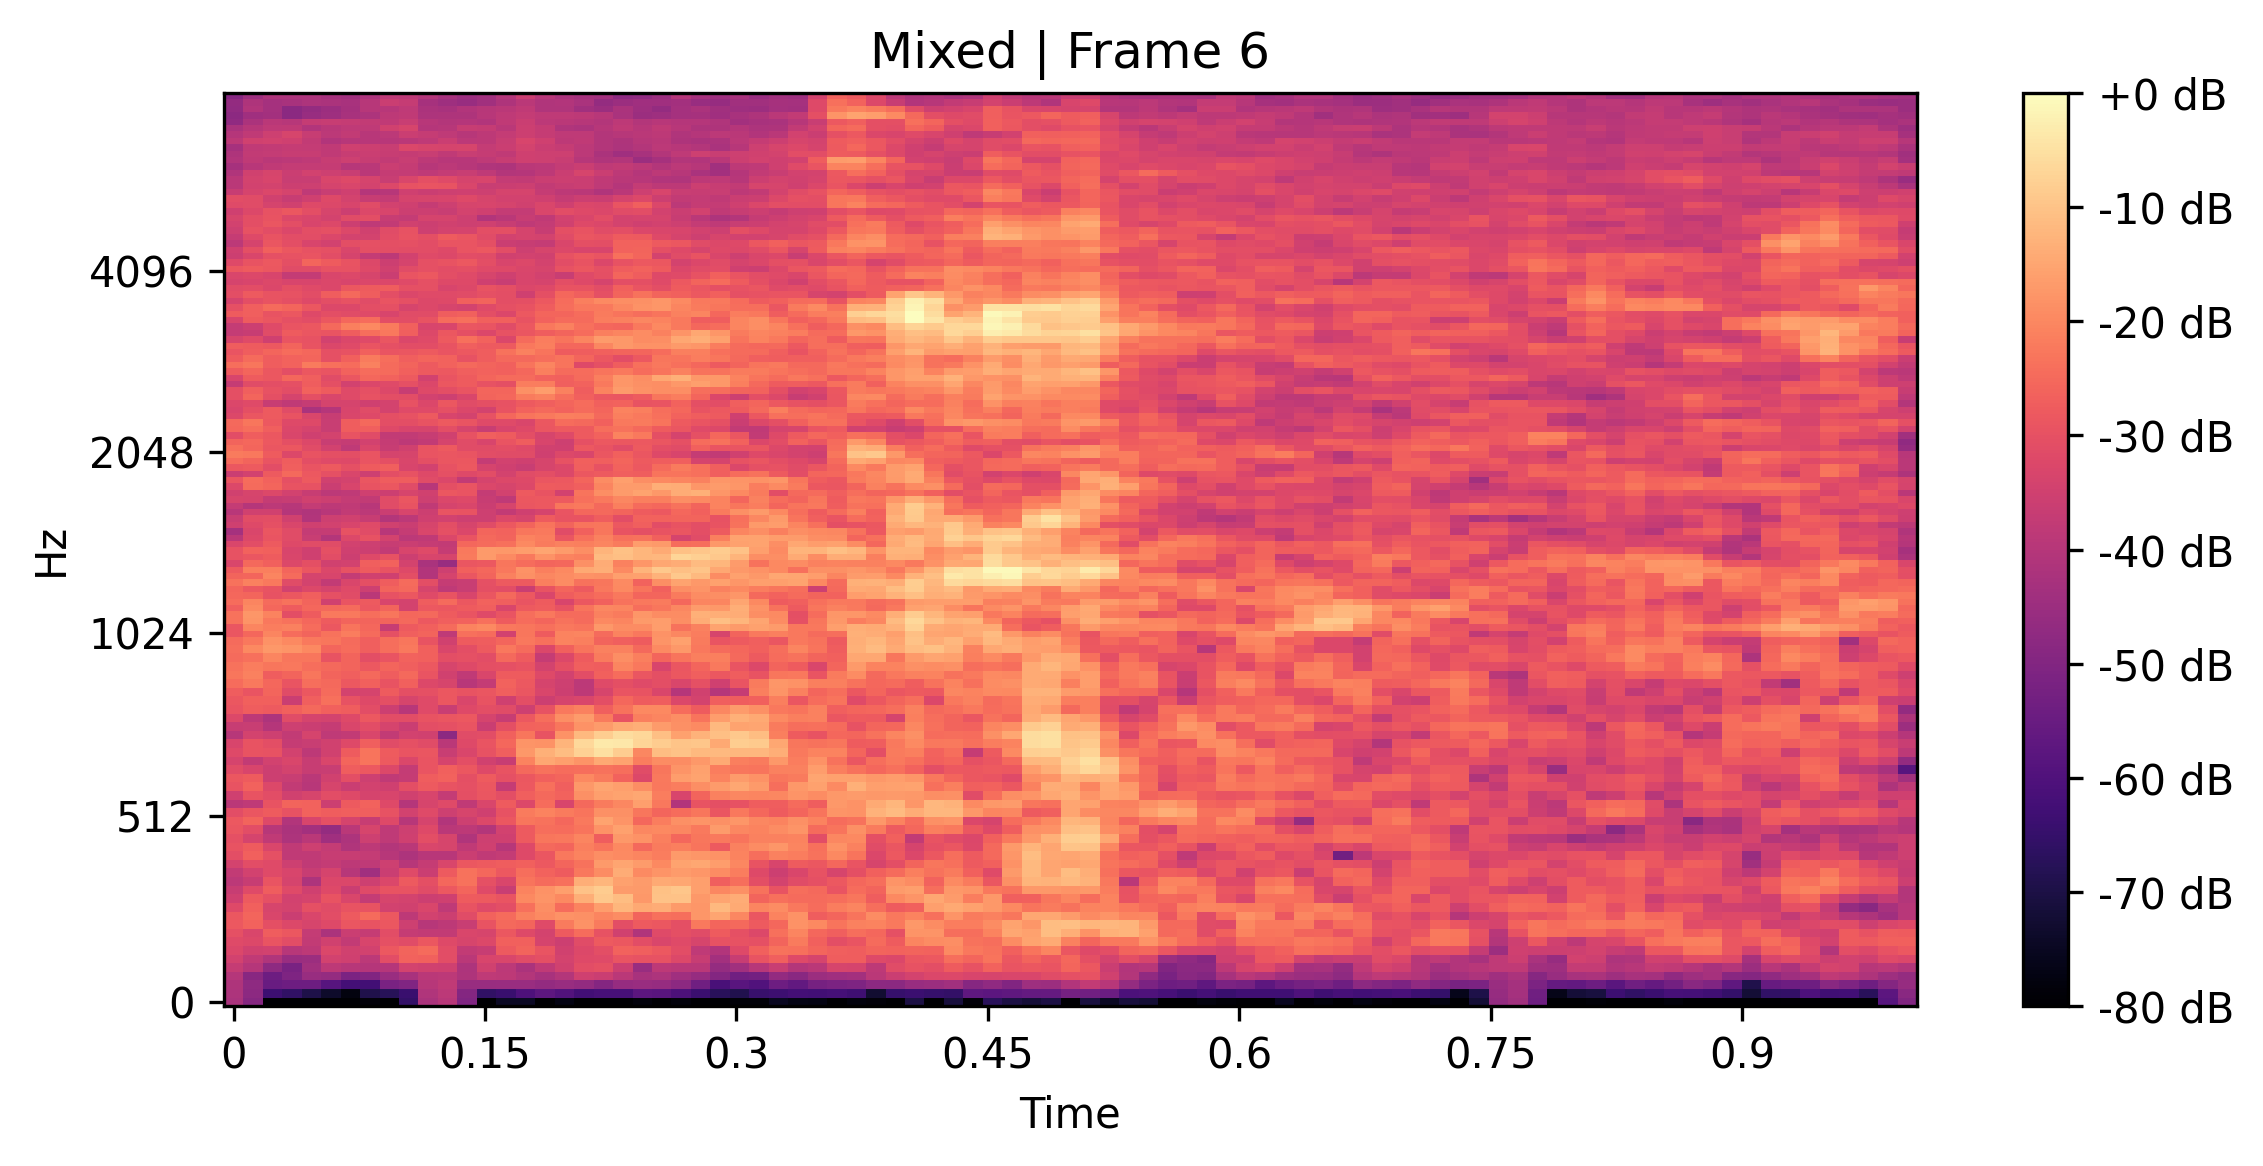 Mixed | Frame 6
+0 dB
-10 dB
-20 dB
-30 dB
-40 dB
-50 dB
-60 dB
-70 dB
-80 dB
Hz
4096
2048
1024
512
0
0 0.15 0.3 0.45 0.6 0.75 0.9
Time